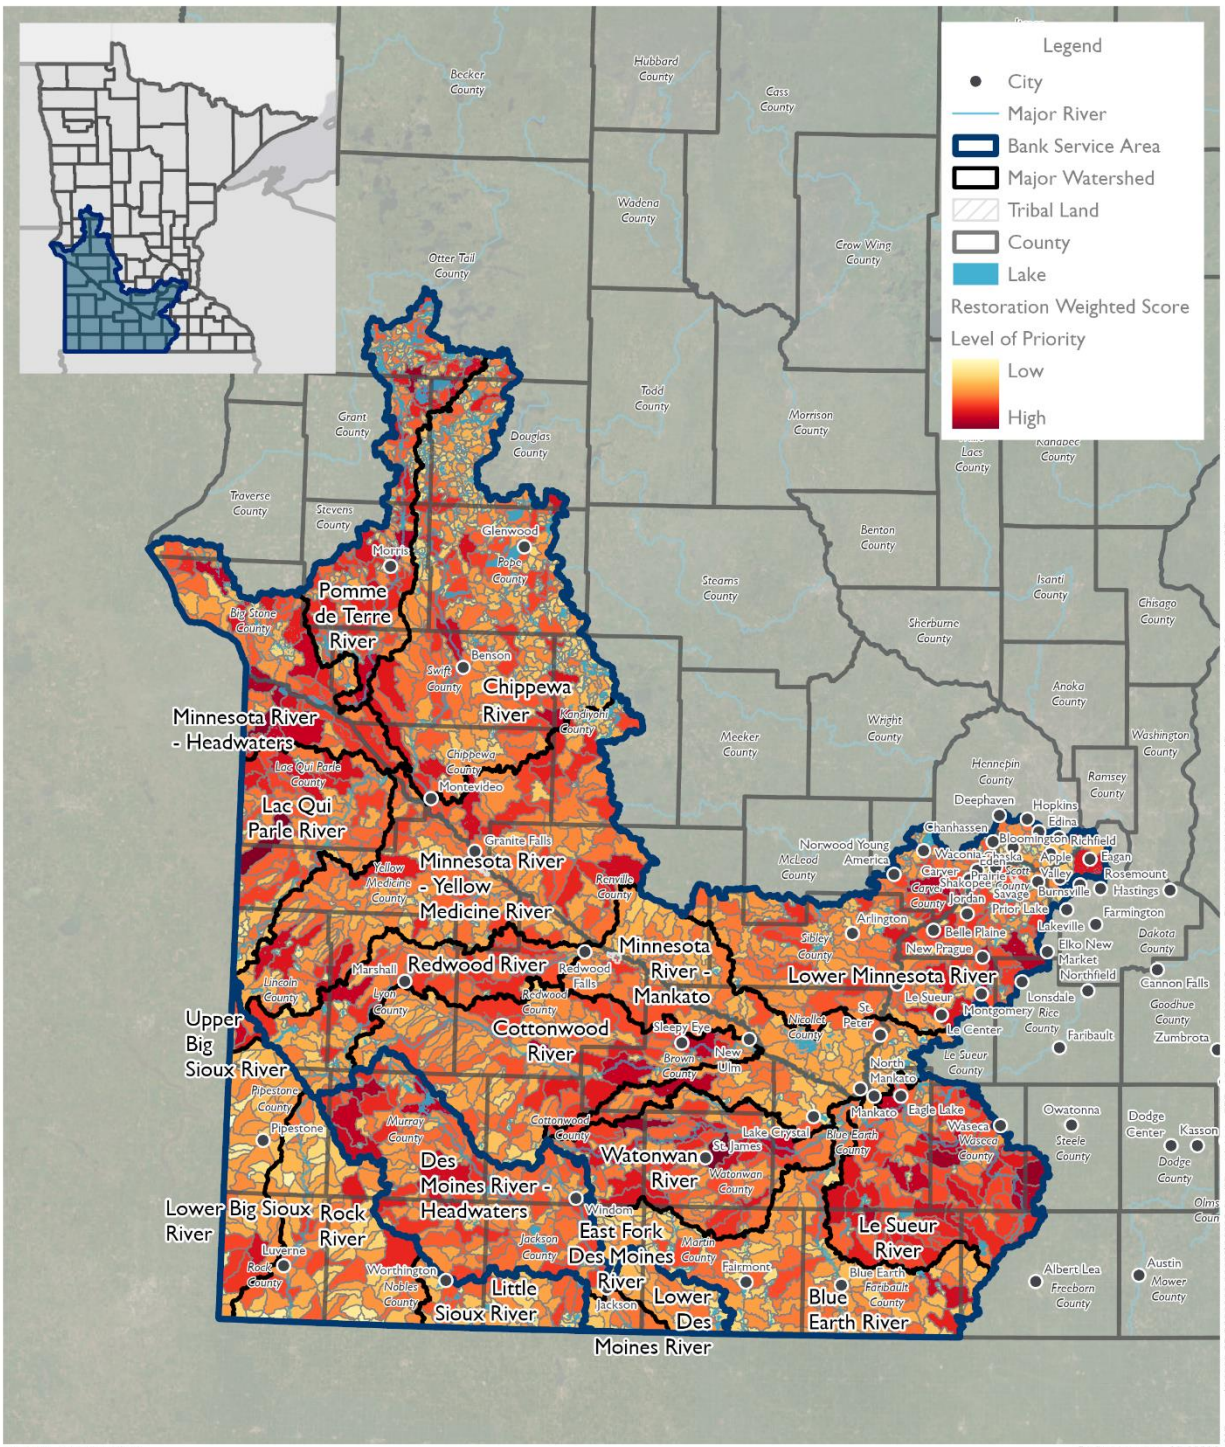 Legend
City
Major River
Bank Service Area
Major Watershed
Tribal Land
County
Lake
Restoration Weighted Score
Level of Priority
Low
High
Becker
County
Hubbard
County
Cass
County
Wadena
County
Crow Wing
County
Otter Tail
County
Todd
County
Morrison
County
Grant
County
Douglas
County
Lacs
County
Kanabec
County
Traverse
County
Stevens
County
Morris
Glenwood
Pope
County
Benton
County
Stearns
County
Isanti
County
Chisago
County
Sherburne
County
Big Stone
County
Pomme
de Terre
River
Benson
Swift
County
Chippewa
River
Kandiyohi
County
Anoka
County
Minnesota River
- Headwaters
Meeker
County
Wright
County
Washington
County
Hennepin
County
Ramsey
County
Chippewa
County
Lac Qui Parle
County
Montevideo
Lac Qui
Parle River
Deephaven
Hopkins
Edina
Chanhassen
Bloomington
Richfield
Norwood Young
America
McLeod
County
Waconia
Chaska
Eden
Prairie
Apple
Valley
Eagan
Carver
Carver
County
Shakopee
Scott
County
Savage
Burnsville
Rosemount
Hastings
Granite Falls
Minnesota River
- Yellow
Medicine River
Yellow
Medicine
County
Renville
County
Jordan
Prior Lake
Lakeville
Farmington
Arlington
Sibley
County
Belle Plaine
New Prague
Elko New
Market
Dakota
County
Northfield
Cannon Falls
Minnesota
River -
Mankato
Lower Minnesota River
Marshall
Redwood River
Redwood
Falls
Lincoln
County
Lyon
County
Redwood
County
Le Sueur
Montgomery
Lonsdale
Rice
County
Goodhue
County
Zumbrota
Upper
Big
Sioux River
Cottonwood
River
Sleepy Eye
Brown
County
New
Ulm
Nicollet
County
St.
Peter
Le Center
Le Sueur
County
Faribault
Pipestone
County
Pipestone
Murray
County
Cottonwood
County
North
Mankato
Mankato
Eagle Lake
Lake Crystal
Blue Earth
County
Waseca
Waseca
County
Owatonna
Steele
County
Dodge
Center
Kasson
Dodge
County
Des
Moines River -
Headwaters
Watonwan
River
St. James
Watonwan
County
Lower Big Sioux
River
Rock
River
Windom
East Fork
Des Moines
River
Le Sueur
River
Luverne
Rock
County
Worthington
Nobles
County
Jackson
County
Martin
County
Fairmont
Blue Earth
Faribault
County
Albert Lea
Freeborn
County
Austin
Mower
County
Little
Sioux River
Jackson
Lower
Des
Moines River
Blue
Earth River